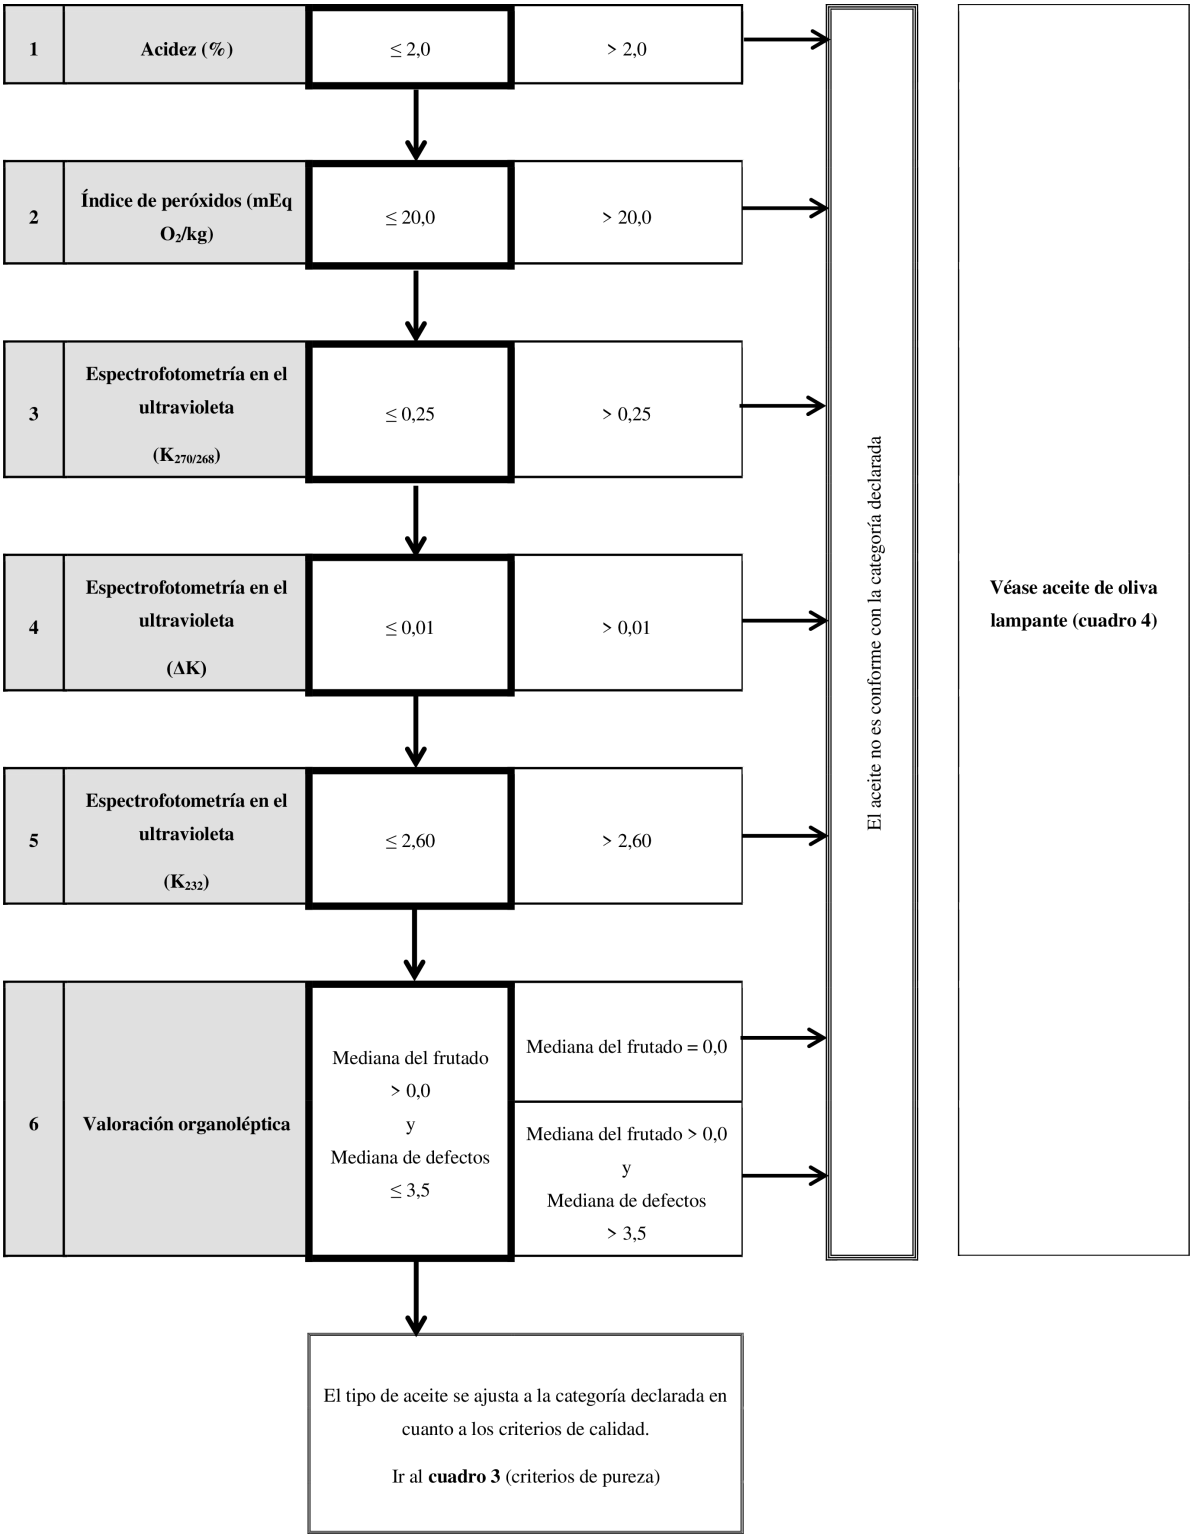 1
Acidez (%)
≤ 2,0
> 2,0
2
Índice de peróxidos (mEq
O₂/kg)
≤ 20,0
> 20,0
3
Espectrofotometría en el
ultravioleta
(K₂₇₀/₂₆₈)
≤ 0,25
> 0,25
4
Espectrofotometría en el
ultravioleta
(ΔK)
≤ 0,01
> 0,01
5
Espectrofotometría en el
ultravioleta
(K₂₃₂)
≤ 2,60
> 2,60
6
Valoración organoléptica
Mediana del frutado
> 0,0
y
Mediana de defectos
≤ 3,5
Mediana del frutado = 0,0
Mediana del frutado > 0,0
y
Mediana de defectos
> 3,5
El aceite no es conforme con la categoría declarada
Véase aceite de oliva
lampante (cuadro 4)
El tipo de aceite se ajusta a la categoría declarada en
cuanto a los criterios de calidad.
Ir al cuadro 3 (criterios de pureza)